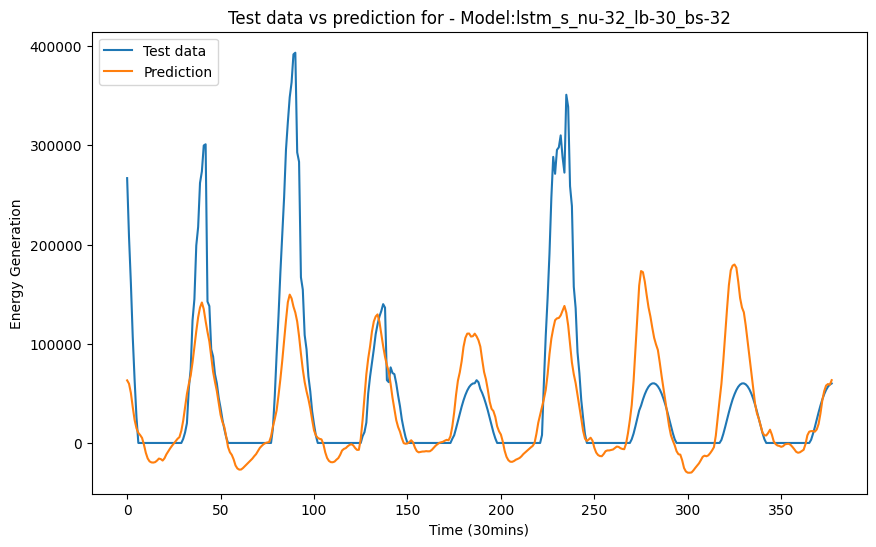 Test data vs prediction for - Model:lstm_s_nu-32_lb-30_bs-32
Test data
Prediction
Energy Generation
400000
300000
200000
100000
0
0 50 100 150 200 250 300 350
Time (30mins)